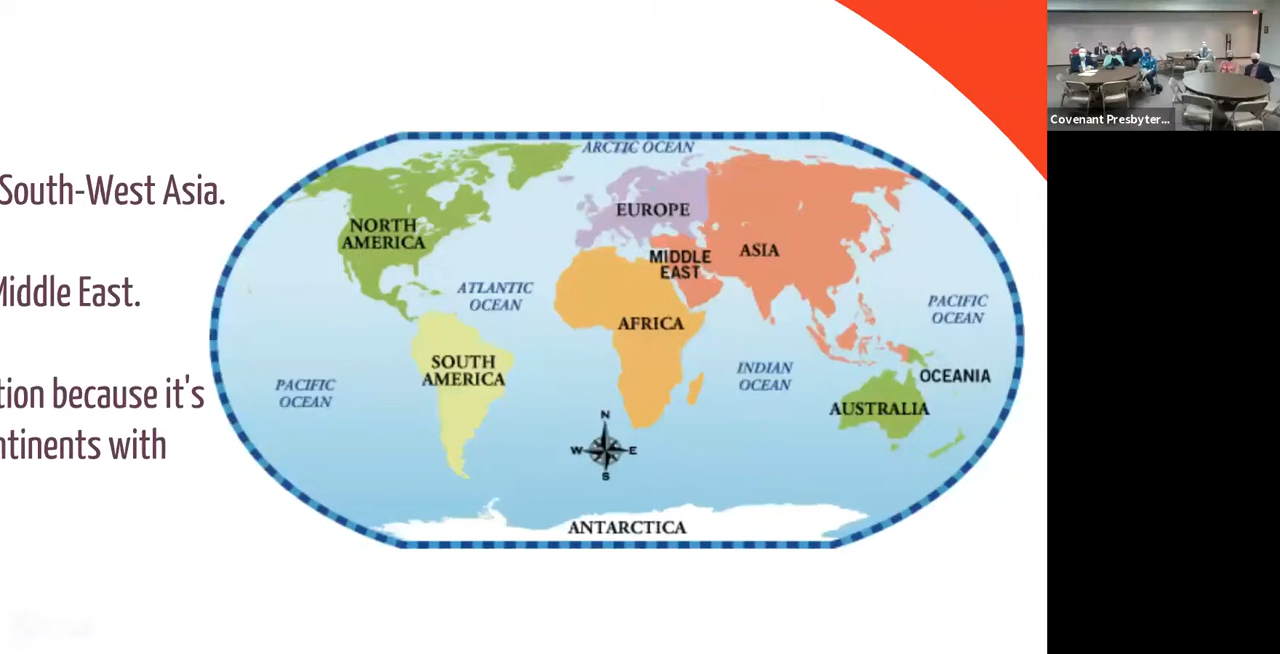 South-West Asia.
Middle East.
tion because it's
ntinents with
ARCTIC OCEAN
NORTH
AMERICA
EUROPE
ASIA
MIDDLE
EAST
ATLANTIC
OCEAN
PACIFIC
OCEAN
AFRICA
SOUTH
AMERICA
INDIAN
OCEAN
OCEANIA
PACIFIC
OCEAN
AUSTRALIA
N
W E
S
ANTARCTICA
Covenant Presbyter...